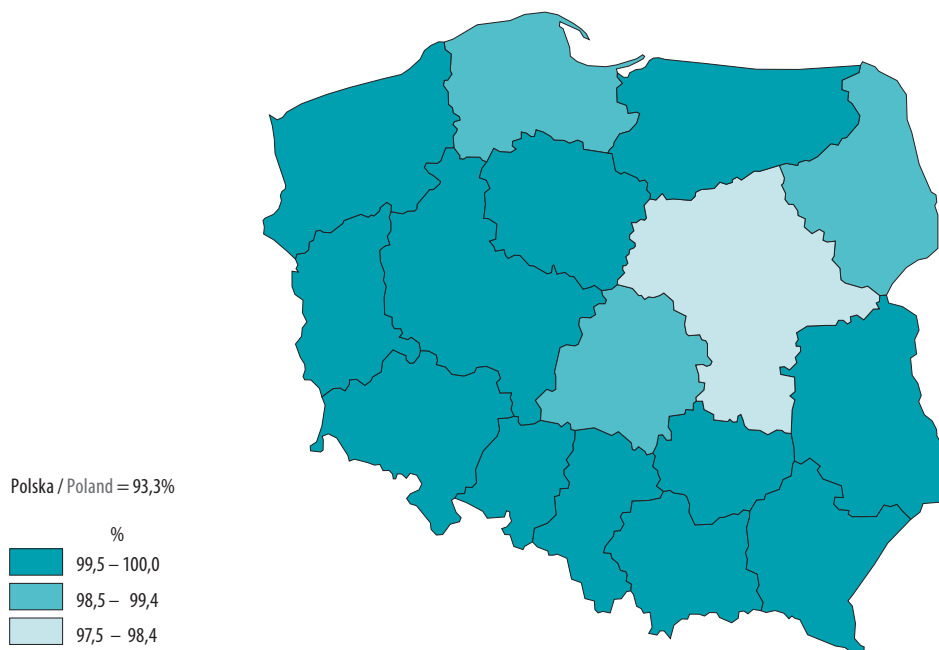 Polska / Poland = 93,3%
%
99,5 – 100,0
98,5 – 99,4
97,5 – 98,4